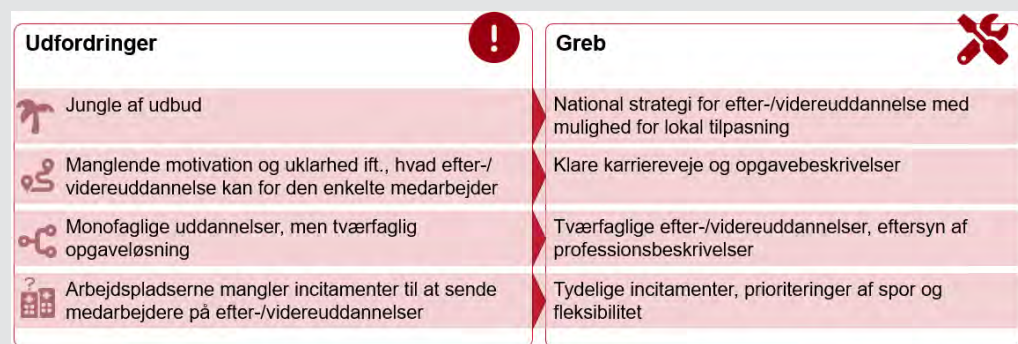 Udfordringer
Greb
Jungle af udbud
National strategi for efter-/videreuddannelse med
mulighed for lokal tilpasning
Manglende motivation og uklarhed ift., hvad efter-/
videreuddannelse kan for den enkelte medarbejder
Klare karriereveje og opgavebeskrivelser
Monofaglige uddannelser, men tværfaglig
opgaveløsning
Tværfaglige efter-/videreuddannelser, eftersyn af
professionsbeskrivelser
Arbejdspladserne mangler incitamenter til at sende
medarbejdere på efter-/videreuddannelser
Tydelige incitamenter, prioriteringer af spor og
fleksibilitet